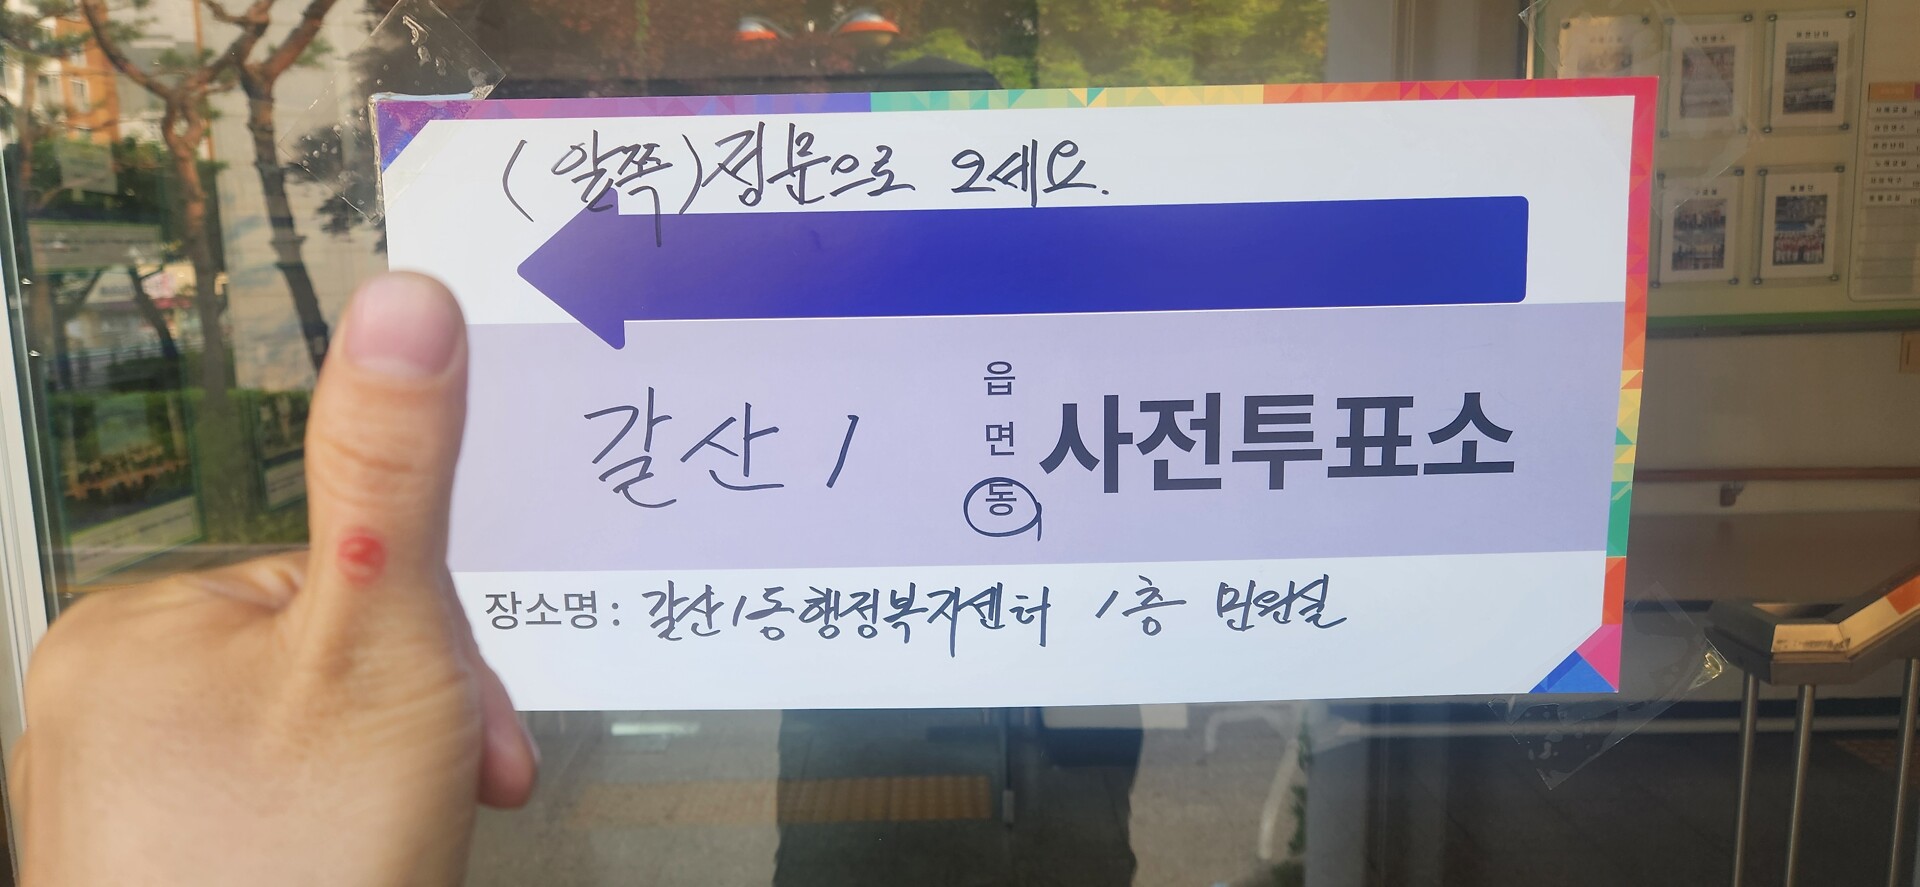 (앞쪽)정문으로 오세요.
갈산1 읍면동 사전투표소
장소명: 갈산1동행정복지센터 1층 민원실